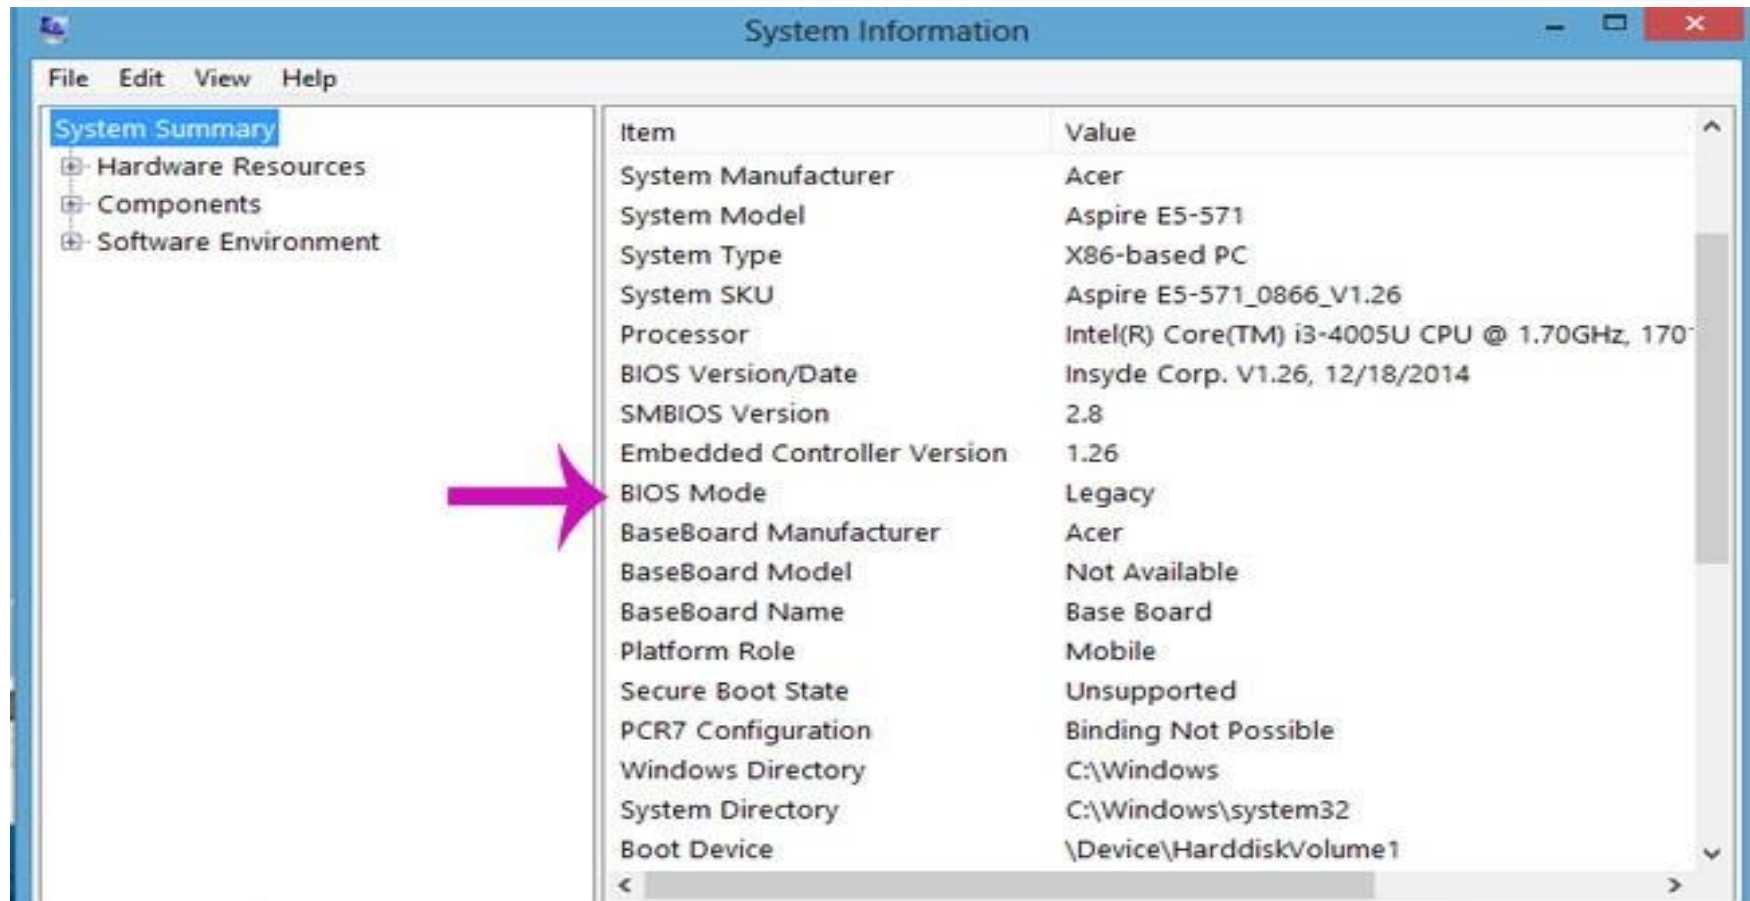 System Information
File Edit View Help
System Summary
Hardware Resources
Components
Software Environment
Item Value
System Manufacturer Acer
System Model Aspire E5-571
System Type X86-based PC
System SKU Aspire E5-571_0866_V1.26
Processor Intel(R) Core(TM) i3-4005U CPU @ 1.70GHz, 170
BIOS Version/Date Insyde Corp. V1.26, 12/18/2014
SMBIOS Version 2.8
Embedded Controller Version 1.26
BIOS Mode Legacy
BaseBoard Manufacturer Acer
BaseBoard Model Not Available
BaseBoard Name Base Board
Platform Role Mobile
Secure Boot State Unsupported
PCR7 Configuration Binding Not Possible
Windows Directory C:\Windows
System Directory C:\Windows\system32
Boot Device \Device\HarddiskVolume1